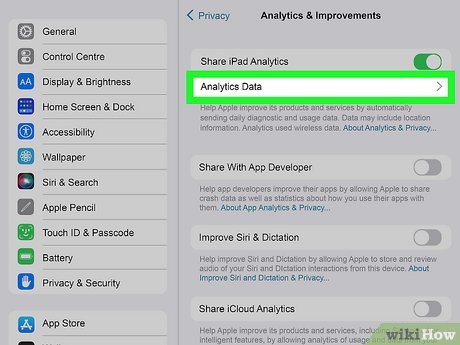 Privacy
Analytics & Improvements
General
Control Centre
AA
Display & Brightness
Home Screen & Dock
Accessibility
Wallpaper
Siri & Search
Apple Pencil
Touch ID & Passcode
Battery
Privacy & Security
App Store
Share iPad Analytics
Analytics Data
Help Apple improve its products and services by automatically
sending daily diagnostic and usage data. Data may include location
information. Analytics used wireless data. About Analytics & Privacy...
Share With App Developer
Help app developers improve their apps by allowing Apple to share
crash data as well as statistics about how you use their apps with
them. About App Analytics & Privacy...
Improve Siri & Dictation
Help improve Siri and Dictation by allowing Apple to store and review
audio of your Siri and Dictation interactions from this device. About
Improve Siri and Dictation & Privacy...
Share iCloud Analytics
Help Apple improve its products and services, including
intelligent features, by allowing analytics of usage and
wikiHow